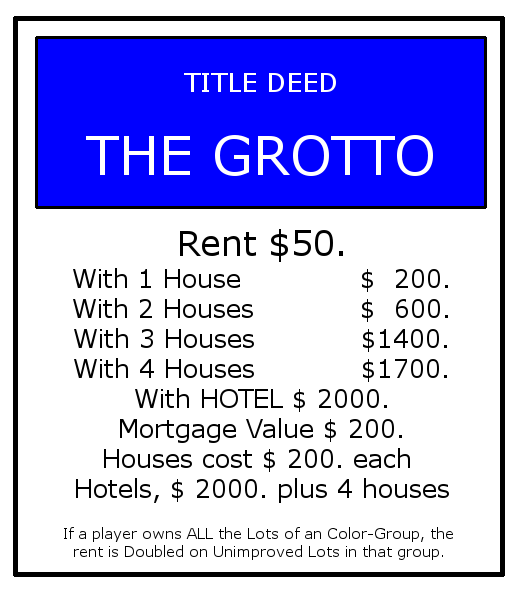 TITLE DEED
THE GROTTO
Rent $50.
With 1 House $ 200.
With 2 Houses $ 600.
With 3 Houses $1400.
With 4 Houses $1700.
With HOTEL $ 2000.
Mortgage Value $ 200.
Houses cost $ 200. each
Hotels, $ 2000. plus 4 houses
If a player owns ALL the Lots of an Color-Group, the
rent is Doubled on Unimproved Lots in that group.